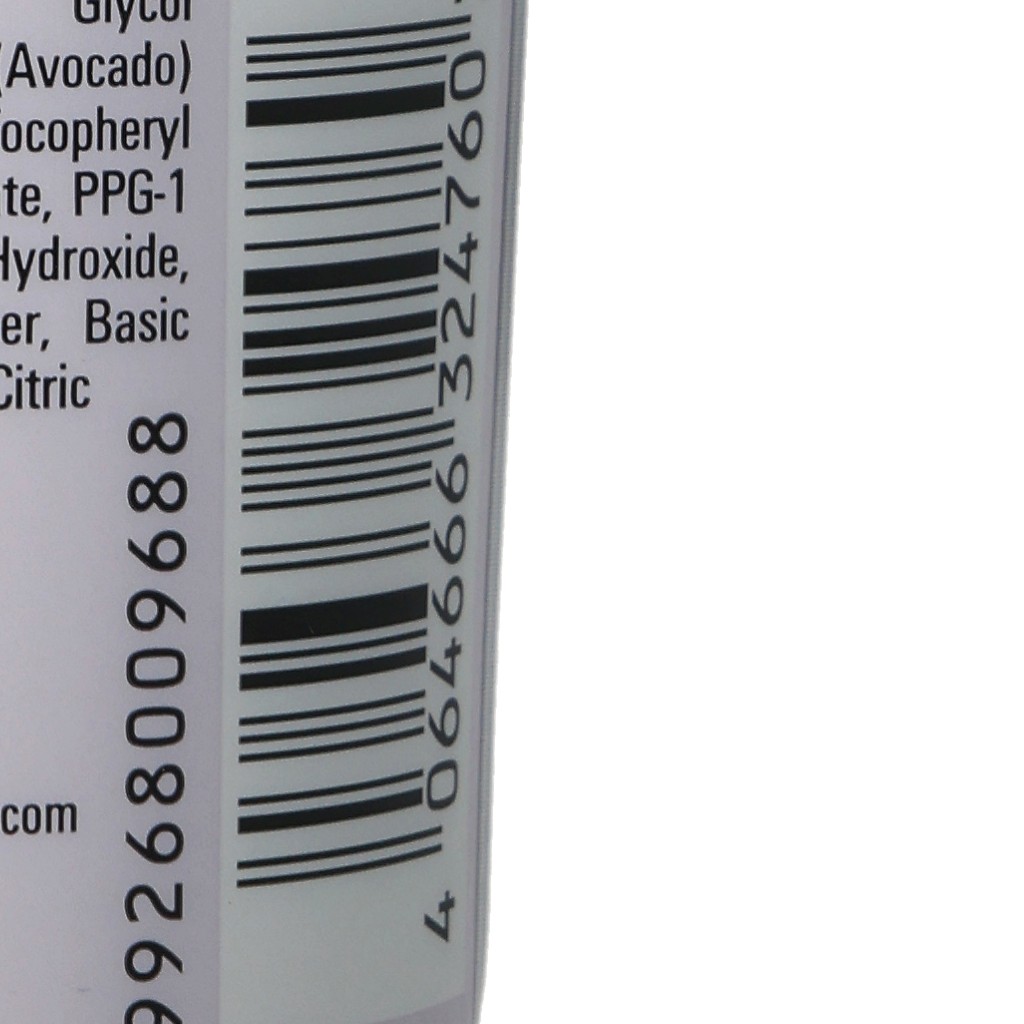 Glycol
(Avocado)
ocopheryl
te, PPG-1
Hydroxide,
er, Basic
Citric
com
99268009688
4 064666 324760